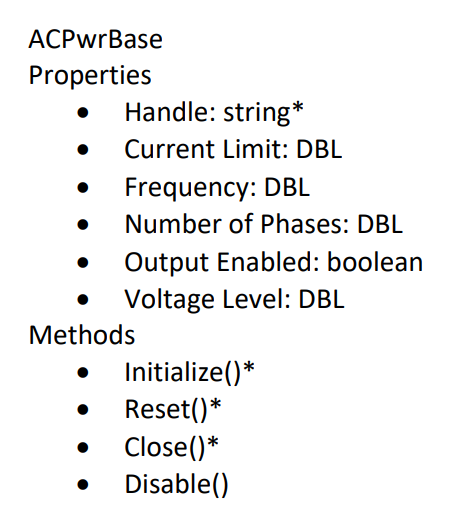 ACPwrBase
Properties
• Handle: string*
• Current Limit: DBL
• Frequency: DBL
• Number of Phases: DBL
• Output Enabled: boolean
• Voltage Level: DBL
Methods
• Initialize()*
• Reset()*
• Close()*
• Disable()